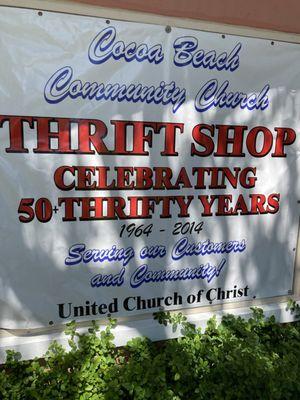 Cocoa Beach
Community Church
THRIFT SHOP
CELEBRATING
50+ THRIFTY YEARS
1964 - 2014
Serving our Customers
and Community!
United Church of Christ